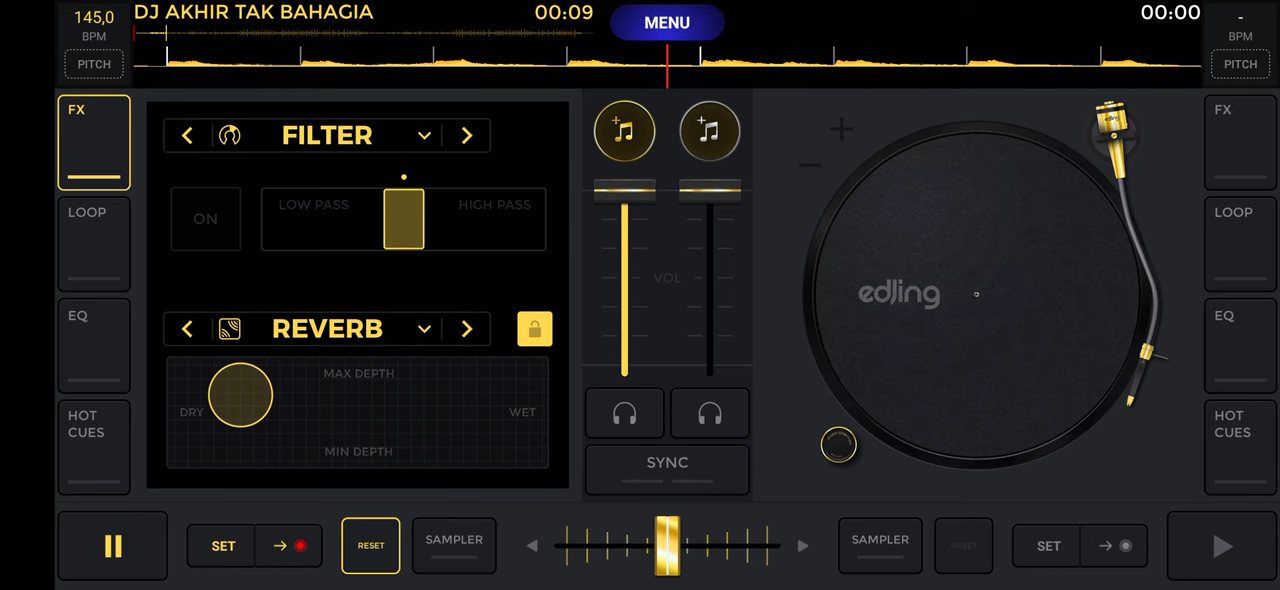 145,0
BPM
PITCH
DJ AKHIR TAK BAHAGIA
00:09
MENU
00:00
-
BPM
PITCH
FX
LOOP
EQ
HOT
CUES
FILTER
ON
LOW PASS
HIGH PASS
REVERB
MAX DEPTH
DRY
WET
MIN DEPTH
VOL
SYNC
edjing
edjing
FX
LOOP
EQ
HOT
CUES
SET
RESET
SAMPLER
SAMPLER
RESET
SET